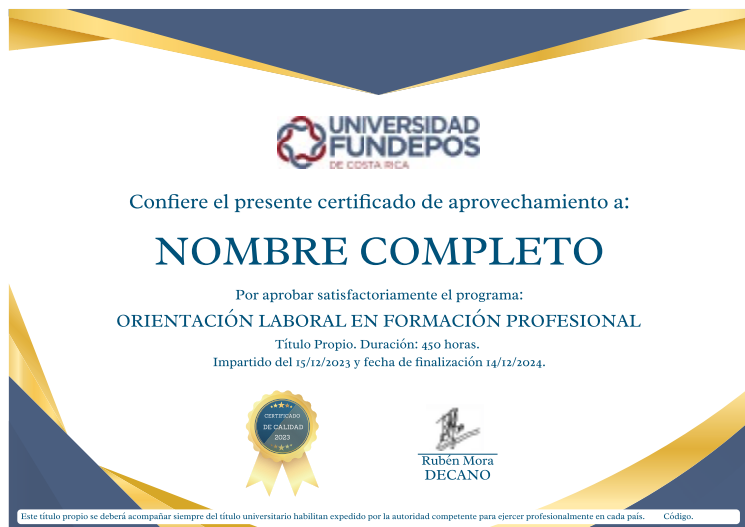 UNIVERSIDAD
FUNDEPOS
DE COSTA RICA
Confiere el presente certificado de aprovechamiento a:
NOMBRE COMPLETO
Por aprobar satisfactoriamente el programa:
ORIENTACIÓN LABORAL EN FORMACIÓN PROFESIONAL
Título Propio. Duración: 450 horas.
Impartido del 15/12/2023 y fecha de finalización 14/12/2024.
CERTIFICADO
DE CALIDAD
2023
Rubén Mora
DECANO
Este título propio se deberá acompañar siempre del título universitario habilitan expedido por la autoridad competente para ejercer profesionalmente en cada país. Código.